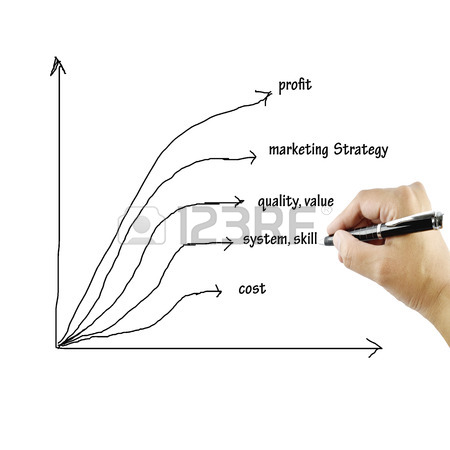 profit
marketing Strategy
quality, value
123RF
system, skill
cost